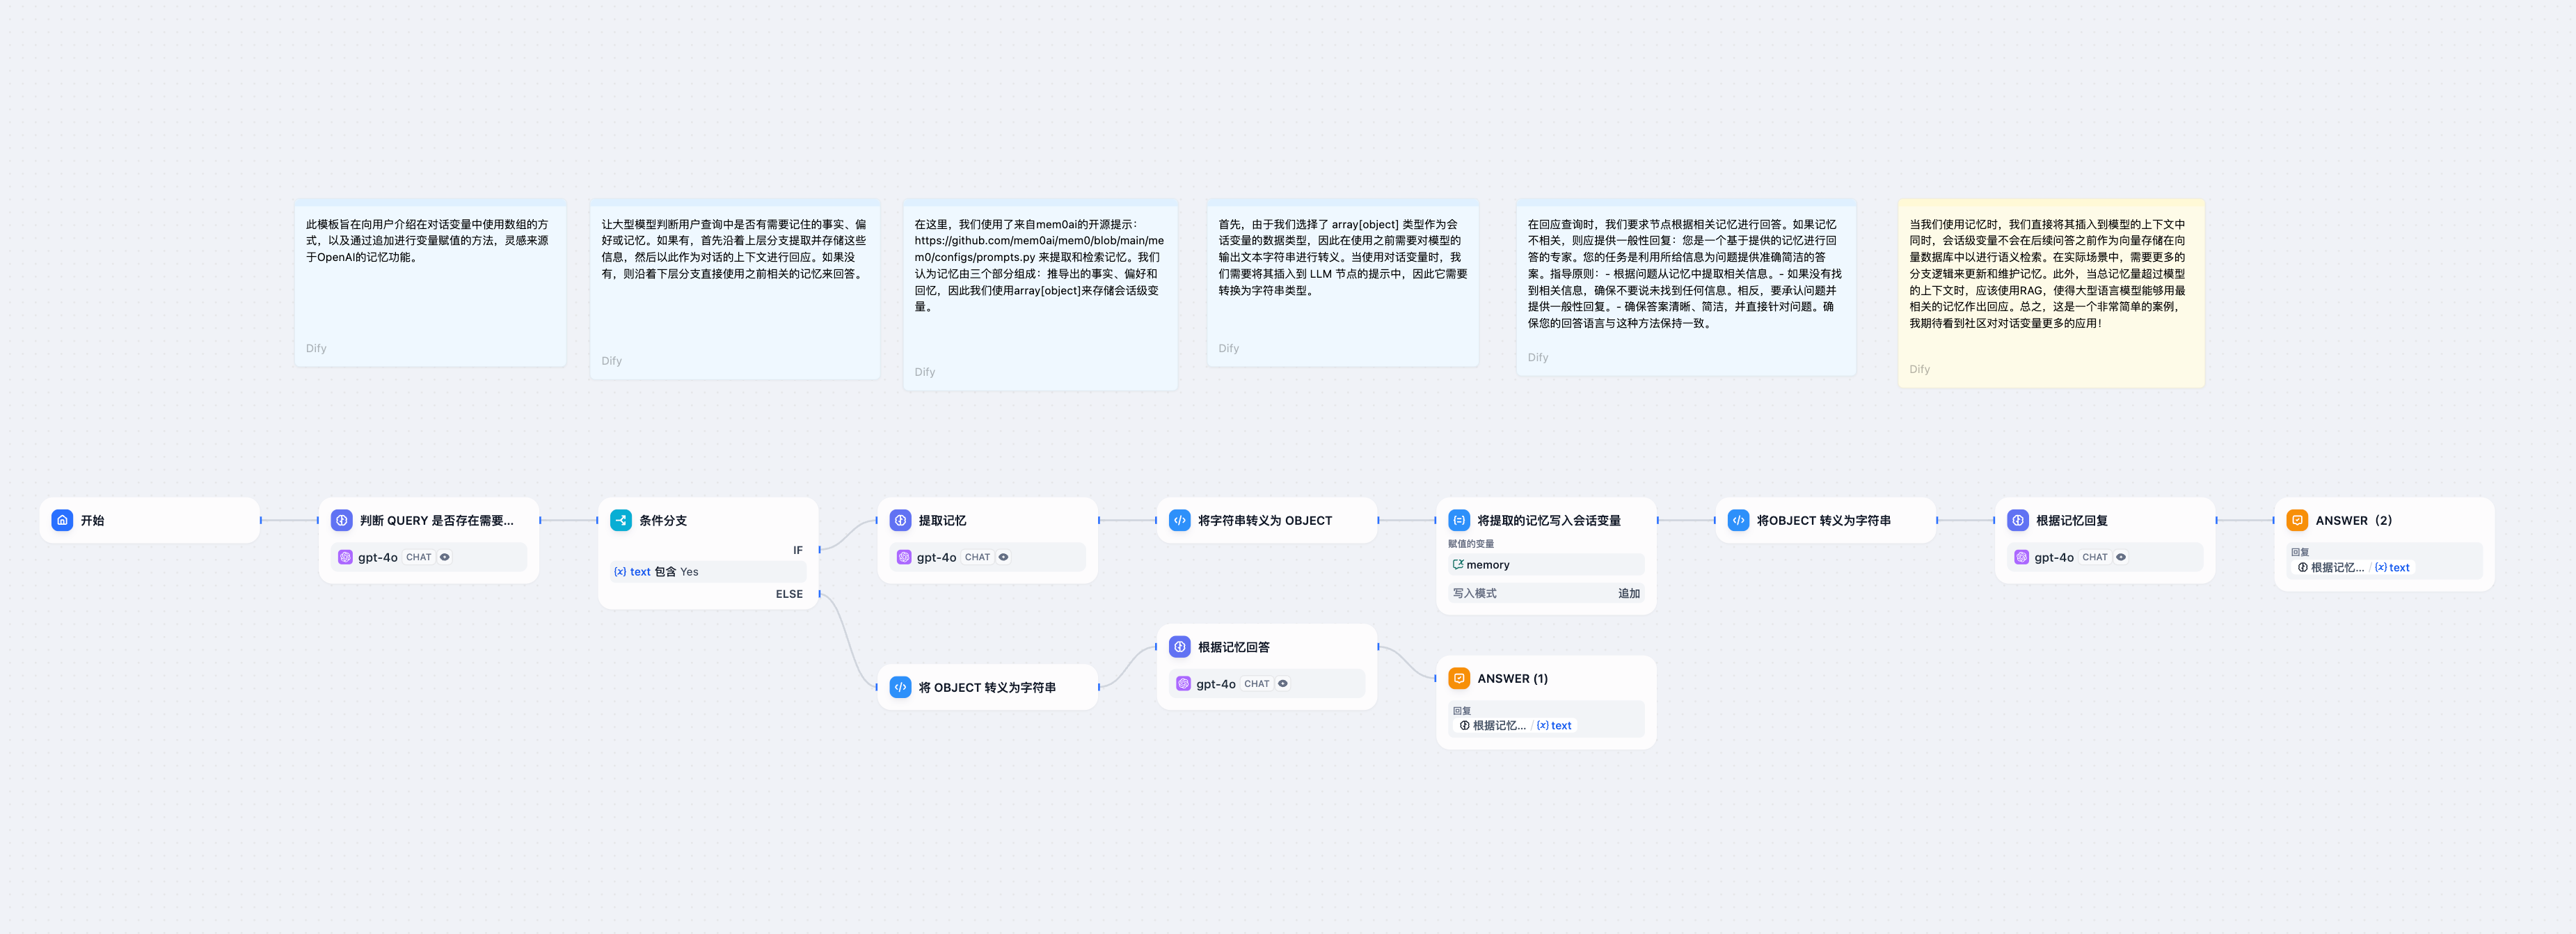 此模板旨在向用户介绍在对话变量中使用数组的方
式，以及通过追加进行变量赋值的方法，灵感来源
于OpenAI的记忆功能。
Dify
让大型模型判断用户查询中是否有需要记住的事实、偏
好或记忆。如果有，首先沿着上层分支提取并存储这些
信息，然后以此作为对话的上下文进行回应。如果没
有，则沿着下层分支直接使用之前相关的记忆来回答。
Dify
在这里，我们使用了来自mem0ai的开源提示：
https://github.com/mem0ai/mem0/blob/main/me
m0/configs/prompts.py 来提取和检索记忆。我们
认为记忆由三个部分组成：推导出的事实、偏好和
回忆，因此我们使用array[object]来存储会话级变
量。
Dify
首先，由于我们选择了 array[object] 类型作为会
话变量的数据类型，因此在使用之前需要对模型的
输出文本字符串进行转义。当使用对话变量时，我
们需要将其插入到 LLM 节点的提示中，因此它需要
转换为字符串类型。
Dify
在回应查询时，我们要求节点根据相关记忆进行回答。如果记忆
不相关，则应提供一般性回复：您是一个基于提供的记忆进行回
答的专家。您的任务是利用所给信息为问题提供准确简洁的答
案。指导原则：- 根据问题从记忆中提取相关信息。- 如果没有找
到相关信息，确保不要说未找到任何信息。相反，要承认问题并
提供一般性回复。- 确保答案清晰、简洁，并直接针对问题。确
保您的回答语言与这种方法保持一致。
Dify
当我们使用记忆时，我们直接将其插入到模型的上下文中
同时，会话级变量不会在后续问答之前作为向量存储在向
量数据库中以进行语义检索。在实际场景中，需要更多的
分支逻辑来更新和维护记忆。此外，当总记忆量超过模型
的上下文时，应该使用RAG，使得大型语言模型能够用最
相关的记忆作出回应。总之，这是一个非常简单的案例，
我期待看到社区对对话变量更多的应用！
Dify
开始
判断 QUERY 是否存在需要...
gpt-4o CHAT
条件分支
IF
(x) text 包含 Yes
ELSE
提取记忆
gpt-4o CHAT
将字符串转义为 OBJECT
将提取的记忆写入会话变量
赋值的变量
memory
写入模式 追加
将OBJECT 转义为字符串
根据记忆回复
gpt-4o CHAT
ANSWER（2）
回复
根据记忆... / (x) text
将 OBJECT 转义为字符串
根据记忆回答
gpt-4o CHAT
ANSWER (1)
回复
根据记忆... / (x) text